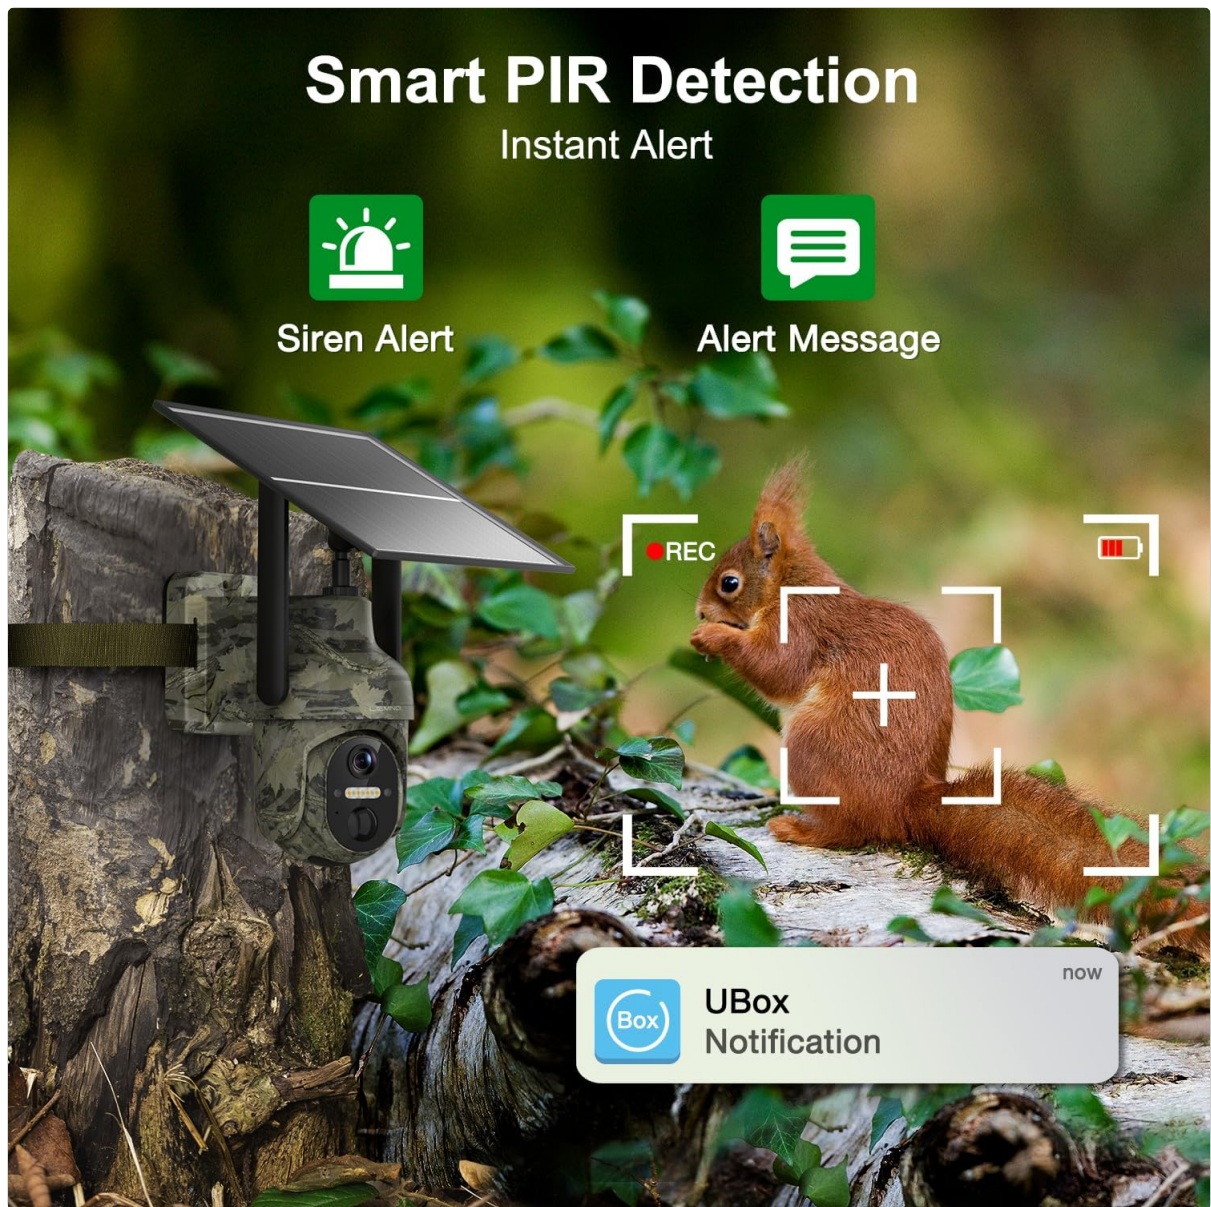 Smart PIR Detection
Instant Alert
Siren Alert
Alert Message
REC
now
UBox
Box
Notification